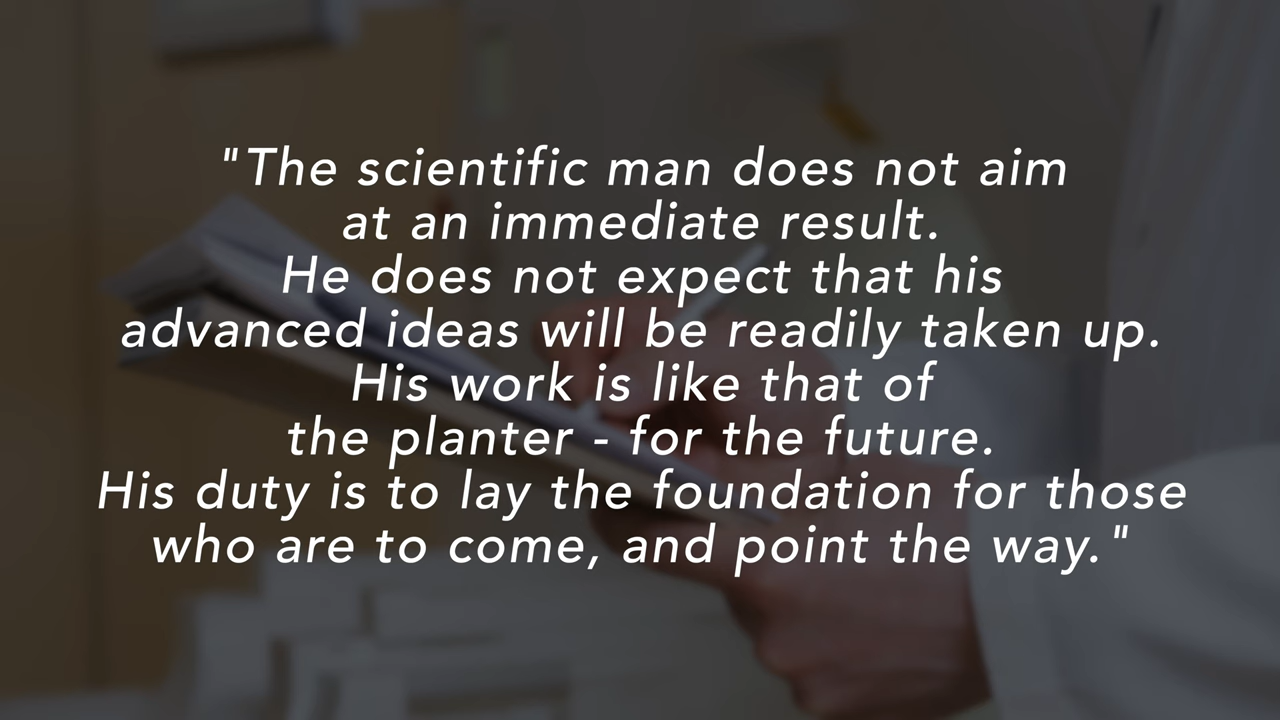 "The scientific man does not aim
at an immediate result.
He does not expect that his
advanced ideas will be readily taken up.
His work is like that of
the planter - for the future.
His duty is to lay the foundation for those
who are to come, and point the way."